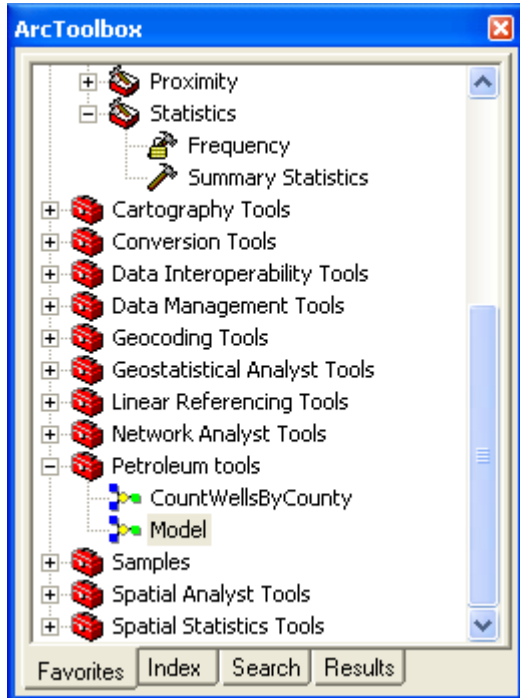 ArcToolbox
Proximity
Statistics
Frequency
Summary Statistics
Cartography Tools
Conversion Tools
Data Interoperability Tools
Data Management Tools
Geocoding Tools
Geostatistical Analyst Tools
Linear Referencing Tools
Network Analyst Tools
Petroleum tools
CountWellsByCounty
Model
Samples
Spatial Analyst Tools
Spatial Statistics Tools
Favorites Index Search Results